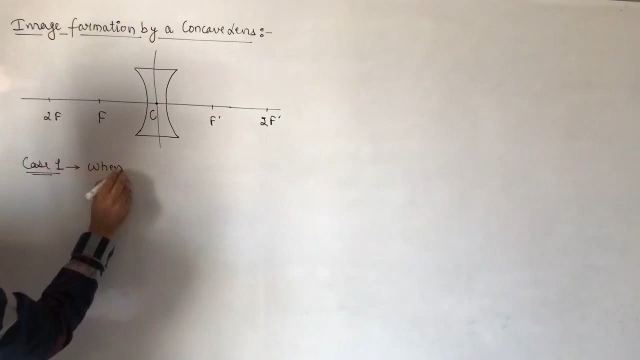 Image formation by a Concave Lens:-
2F F C F' 2F'
Case 1 → When